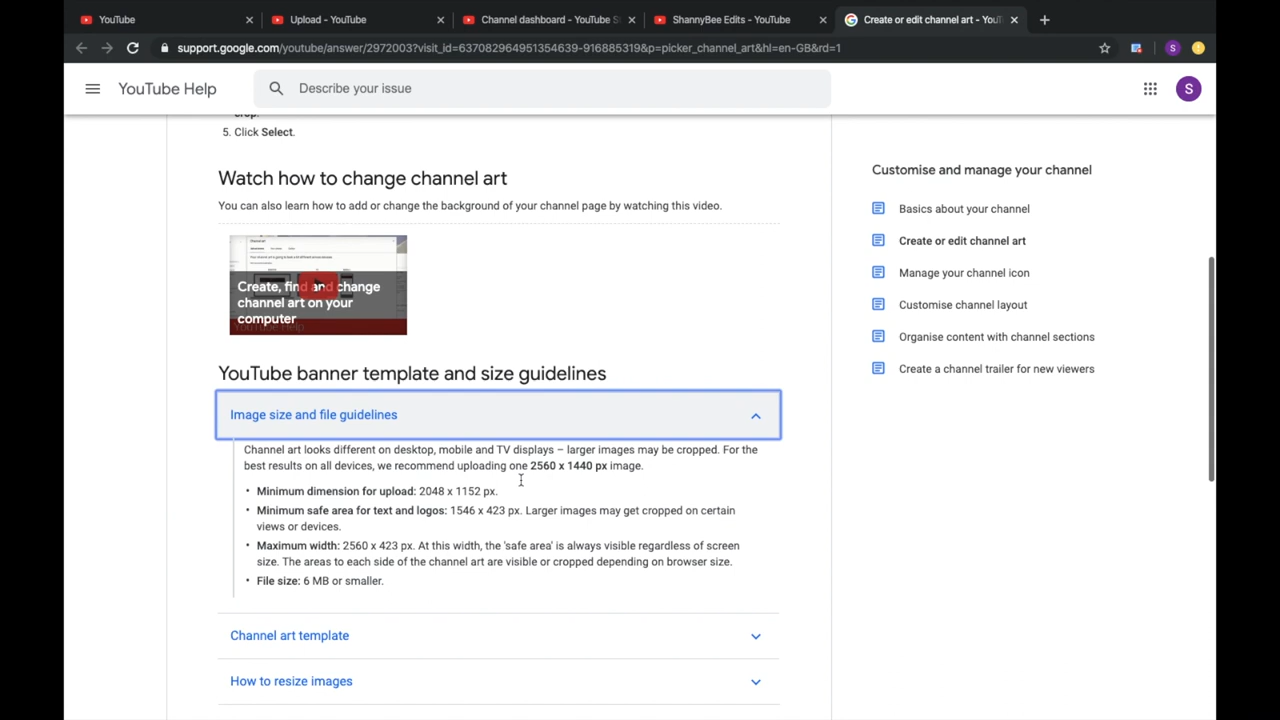 YouTube
Upload - YouTube
Channel dashboard - YouTube S
ShannyBee Edits - YouTube
Create or edit channel art - YouT
support.google.com/youtube/answer/2972003?visit_id=637082964951354639-916885319&p=picker_channel_art&hl=en-GB&rd=1
S
YouTube Help
Describe your issue
S
crop.
5. Click Select.
Watch how to change channel art
You can also learn how to add or change the background of your channel page by watching this video.
Create, find and change
channel art on your
computer
YouTube Help
YouTube banner template and size guidelines
Image size and file guidelines
Channel art looks different on desktop, mobile and TV displays – larger images may be cropped. For the
best results on all devices, we recommend uploading one 2560 x 1440 px image.
• Minimum dimension for upload: 2048 x 1152 px.
• Minimum safe area for text and logos: 1546 x 423 px. Larger images may get cropped on certain
views or devices.
• Maximum width: 2560 x 423 px. At this width, the 'safe area' is always visible regardless of screen
size. The areas to each side of the channel art are visible or cropped depending on browser size.
• File size: 6 MB or smaller.
Channel art template
How to resize images
Customise and manage your channel
Basics about your channel
Create or edit channel art
Manage your channel icon
Customise channel layout
Organise content with channel sections
Create a channel trailer for new viewers